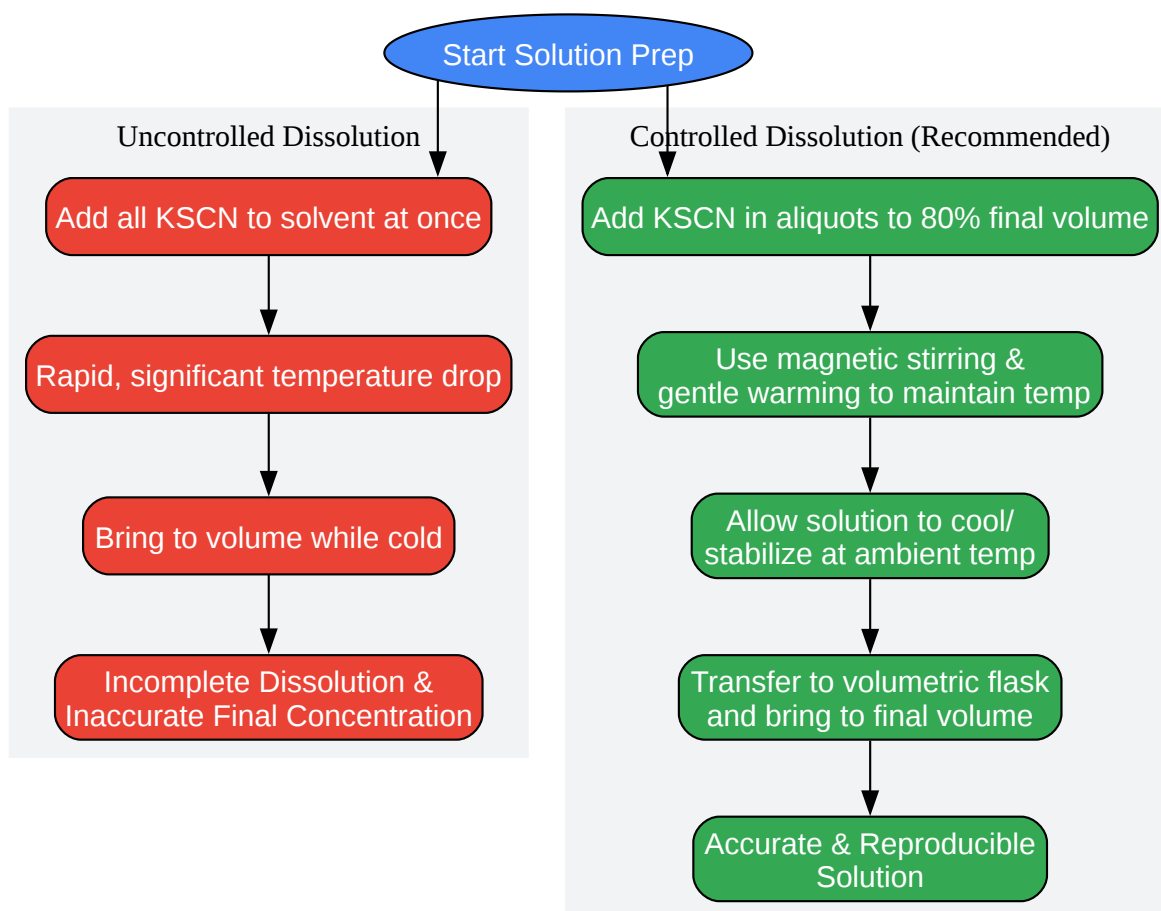 Start Solution Prep
Uncontrolled Dissolution
Add all KSCN to solvent at once
Rapid, significant temperature drop
Bring to volume while cold
Incomplete Dissolution &
Inaccurate Final Concentration
Controlled Dissolution (Recommended)
Add KSCN in aliquots to 80% final volume
Use magnetic stirring &
gentle warming to maintain temp
Allow solution to cool/
stabilize at ambient temp
Transfer to volumetric flask
and bring to final volume
Accurate & Reproducible
Solution